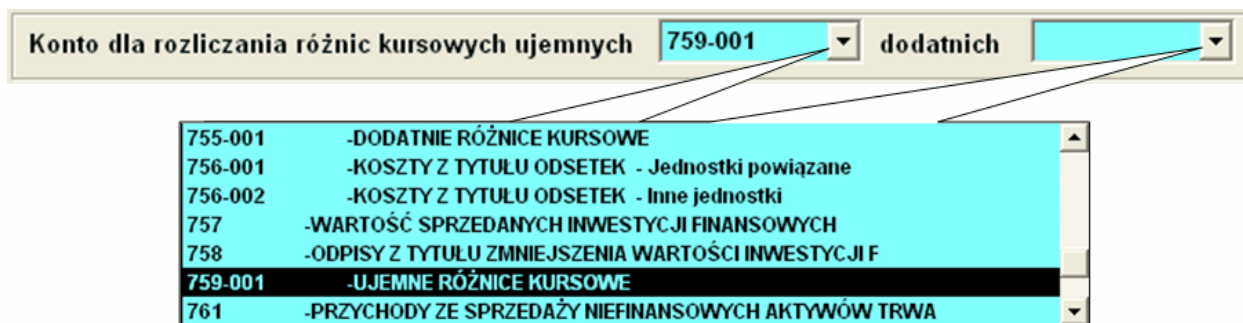 Konto dla rozliczania różnic kursowych ujemnych 759-001 dodatnich
755-001 -DODATNIE RÓŻNICE KURSOWE
756-001 -KOSZTY Z TYTUŁU ODSETEK - Jednostki powiązane
756-002 -KOSZTY Z TYTUŁU ODSETEK - Inne jednostki
757 -WARTOŚĆ SPRZEDANYCH INWESTYCJI FINANSOWYCH
758 -ODPISY Z TYTUŁU ZMNIEJSZENIA WARTOŚCI INWESTYCJI F
759-001 -UJEMNE RÓŻNICE KURSOWE
761 -PRZYCHODY ZE SPRZEDAŻY NIEFINANSOWYCH AKTYWÓW TRWA